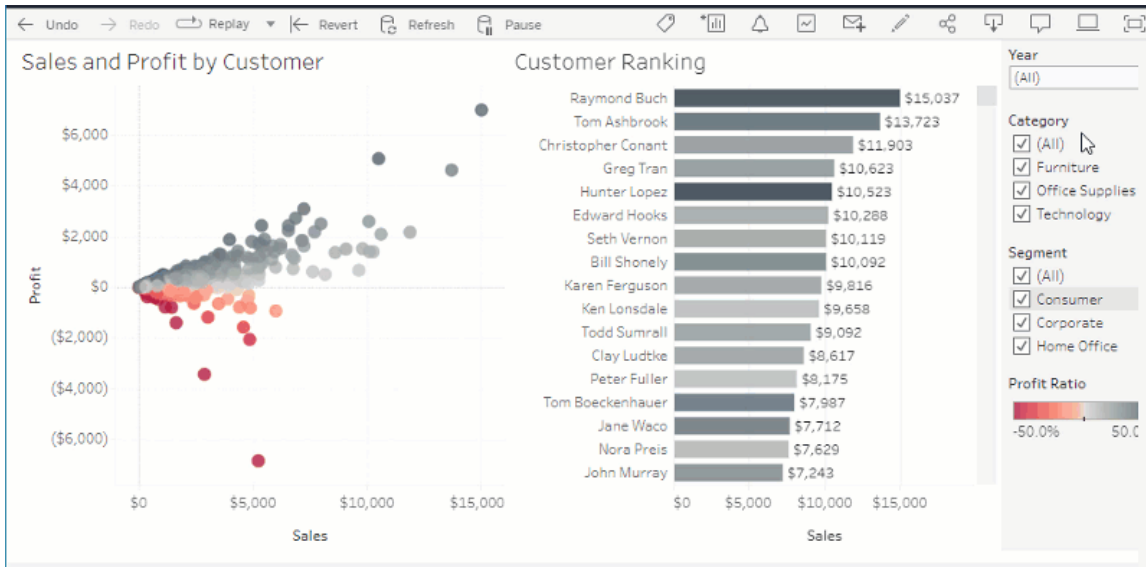 Undo Redo Replay Revert Refresh Pause
Sales and Profit by Customer
$6,000
$4,000
$2,000
$0
($2,000)
($4,000)
($6,000)
Profit
$0 $5,000 $10,000 $15,000
Sales
Customer Ranking
Raymond Buch $15,037
Tom Ashbrook $13,723
Christopher Conant $11,903
Greg Tran $10,623
Hunter Lopez $10,523
Edward Hooks $10,288
Seth Vernon $10,119
Bill Shonely $10,092
Karen Ferguson $9,816
Ken Lonsdale $9,658
Todd Sumrall $9,092
Clay Ludtke $8,617
Peter Fuller $8,175
Tom Boeckenhauer $7,987
Jane Waco $7,712
Nora Preis $7,629
John Murray $7,243
$0 $5,000 $10,000 $15,000
Sales
Year
(All)
Category
(All)
Furniture
Office Supplies
Technology
Segment
(All)
Consumer
Corporate
Home Office
Profit Ratio
-50.0% 50.0